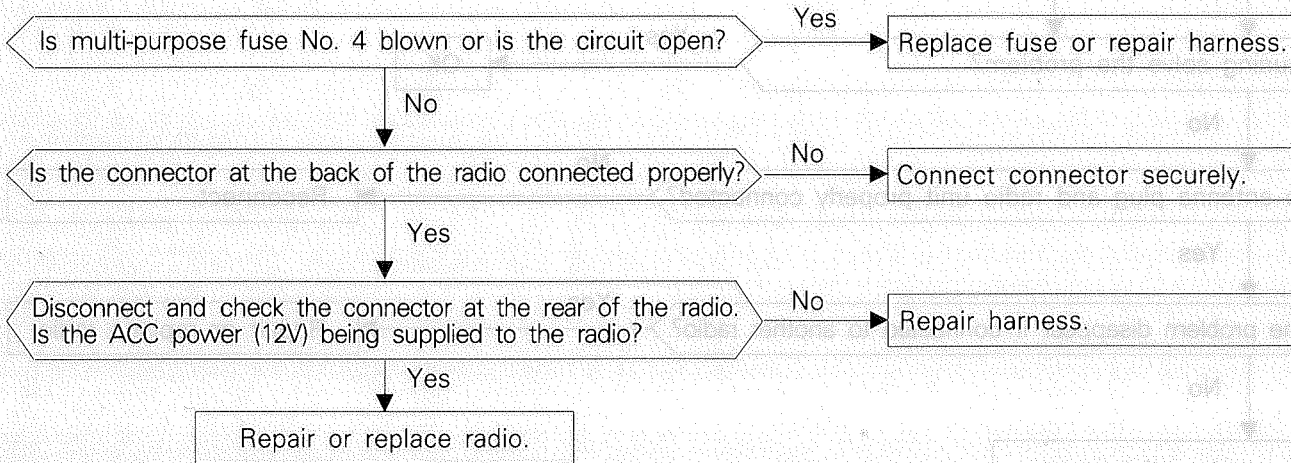 Is multi-purpose fuse No. 4 blown or is the circuit open?
Yes
Replace fuse or repair harness.
No
Is the connector at the back of the radio connected properly?
No
Connect connector securely.
Yes
Disconnect and check the connector at the rear of the radio.
Is the ACC power (12V) being supplied to the radio?
No
Repair harness.
Yes
Repair or replace radio.